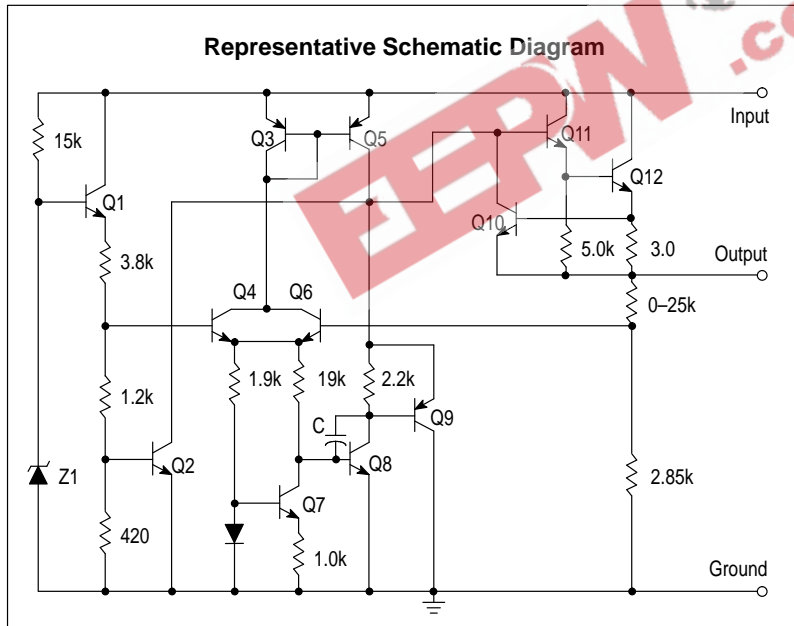 Representative Schematic Diagram
EEPW.co
Input
15k
Q3
Q5
Q11
Q12
Q1
Q10
3.8k
5.0k
3.0
Output
Q4
Q6
0–25k
1.9k
19k
2.2k
1.2k
C
Q9
Q2
Q8
Z1
2.85k
Q7
420
1.0k
Ground